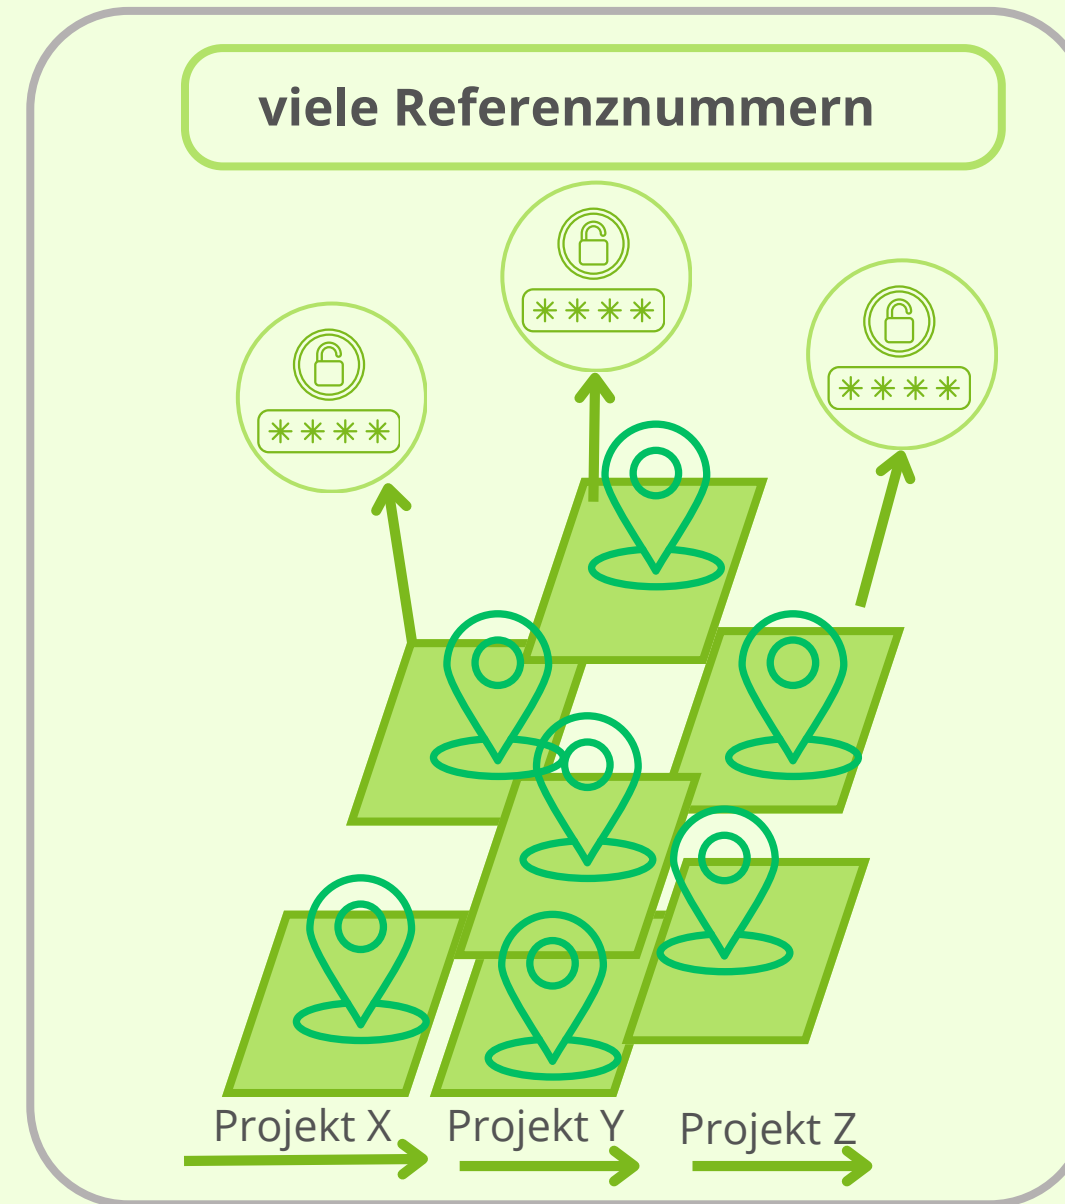 viele Referenznummern
✳ ✳ ✳ ✳
✳ ✳ ✳ ✳
✳ ✳ ✳ ✳
Projekt X
Projekt Y
Projekt Z